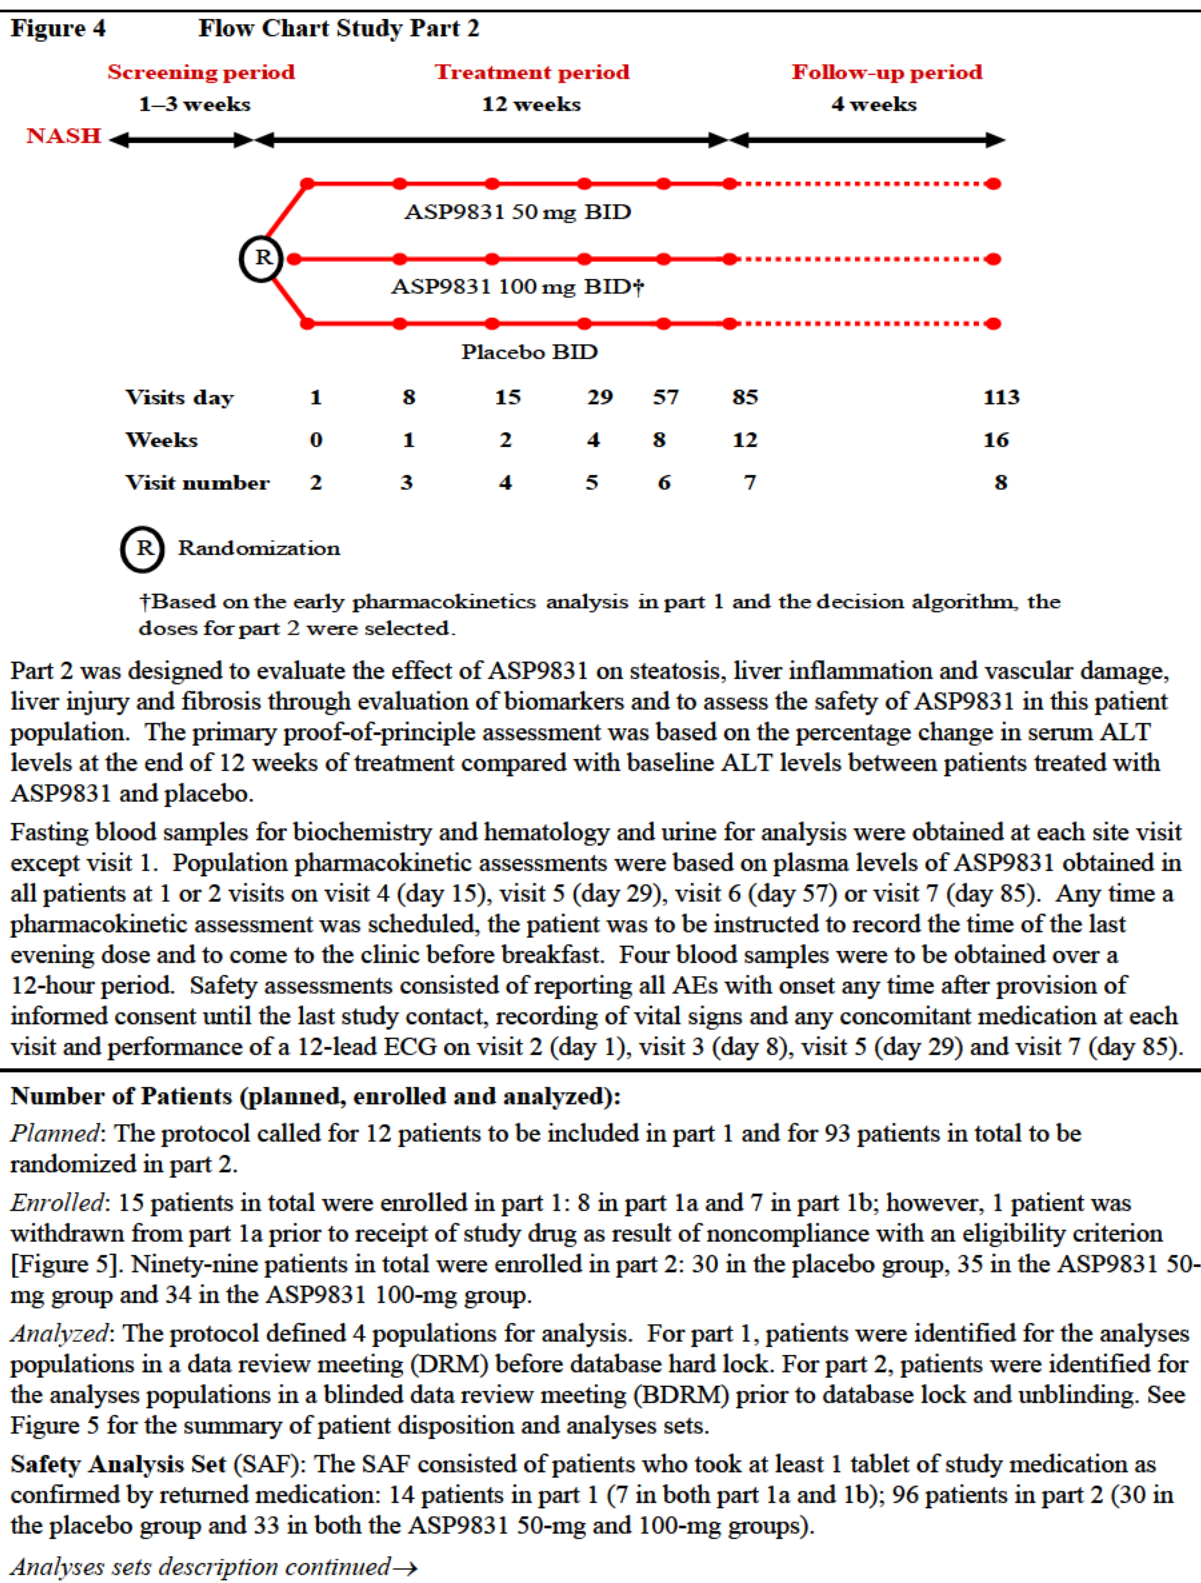 Figure 4 Flow Chart Study Part 2
Screening period Treatment period Follow-up period
1–3 weeks 12 weeks 4 weeks
NASH
ASP9831 50 mg BID
R
ASP9831 100 mg BID†
Placebo BID
Visits day 1 8 15 29 57 85 113
Weeks 0 1 2 4 8 12 16
Visit number 2 3 4 5 6 7 8
R Randomization
†Based on the early pharmacokinetics analysis in part 1 and the decision algorithm, the
doses for part 2 were selected.
Part 2 was designed to evaluate the effect of ASP9831 on steatosis, liver inflammation and vascular damage,
liver injury and fibrosis through evaluation of biomarkers and to assess the safety of ASP9831 in this patient
population. The primary proof-of-principle assessment was based on the percentage change in serum ALT
levels at the end of 12 weeks of treatment compared with baseline ALT levels between patients treated with
ASP9831 and placebo.
Fasting blood samples for biochemistry and hematology and urine for analysis were obtained at each site visit
except visit 1. Population pharmacokinetic assessments were based on plasma levels of ASP9831 obtained in
all patients at 1 or 2 visits on visit 4 (day 15), visit 5 (day 29), visit 6 (day 57) or visit 7 (day 85). Any time a
pharmacokinetic assessment was scheduled, the patient was to be instructed to record the time of the last
evening dose and to come to the clinic before breakfast. Four blood samples were to be obtained over a
12-hour period. Safety assessments consisted of reporting all AEs with onset any time after provision of
informed consent until the last study contact, recording of vital signs and any concomitant medication at each
visit and performance of a 12-lead ECG on visit 2 (day 1), visit 3 (day 8), visit 5 (day 29) and visit 7 (day 85).
Number of Patients (planned, enrolled and analyzed):
Planned: The protocol called for 12 patients to be included in part 1 and for 93 patients in total to be
randomized in part 2.
Enrolled: 15 patients in total were enrolled in part 1: 8 in part 1a and 7 in part 1b; however, 1 patient was
withdrawn from part 1a prior to receipt of study drug as result of noncompliance with an eligibility criterion
[Figure 5]. Ninety-nine patients in total were enrolled in part 2: 30 in the placebo group, 35 in the ASP9831 50-
mg group and 34 in the ASP9831 100-mg group.
Analyzed: The protocol defined 4 populations for analysis. For part 1, patients were identified for the analyses
populations in a data review meeting (DRM) before database hard lock. For part 2, patients were identified for
the analyses populations in a blinded data review meeting (BDRM) prior to database lock and unblinding. See
Figure 5 for the summary of patient disposition and analyses sets.
Safety Analysis Set (SAF): The SAF consisted of patients who took at least 1 tablet of study medication as
confirmed by returned medication: 14 patients in part 1 (7 in both part 1a and 1b); 96 patients in part 2 (30 in
the placebo group and 33 in both the ASP9831 50-mg and 100-mg groups).
Analyses sets description continued→